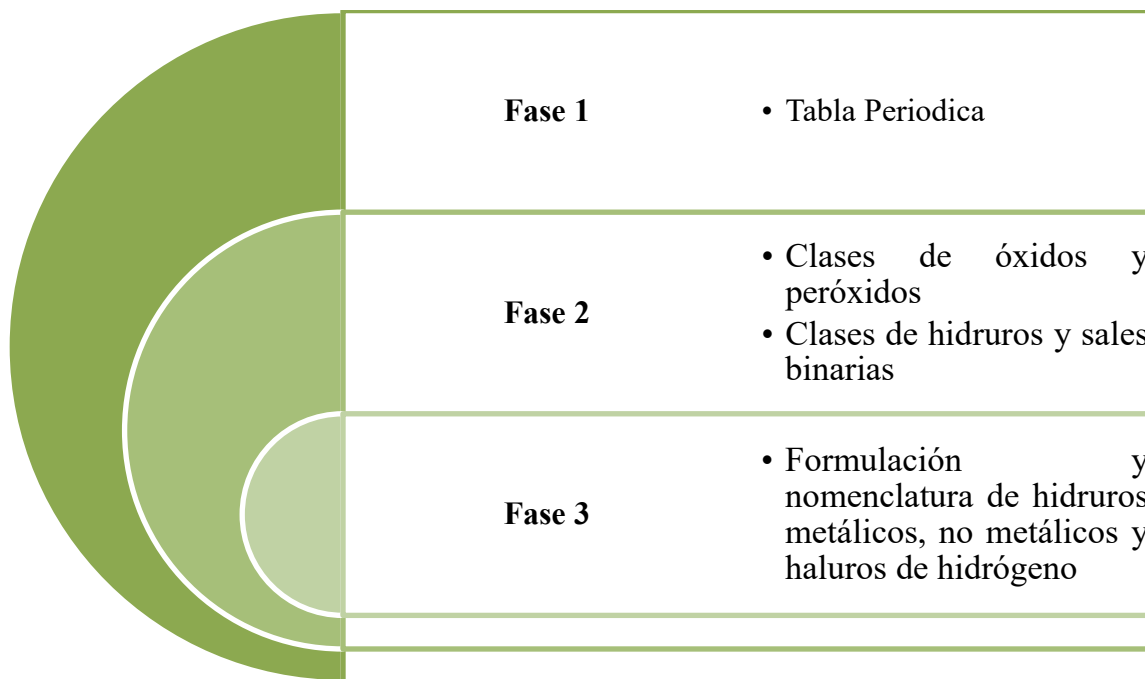 Fase 1
• Tabla Periodica
Fase 2
• Clases de óxidos y
peróxidos
• Clases de hidruros y sales
binarias
Fase 3
• Formulación y
nomenclatura de hidruros
metálicos, no metálicos y
haluros de hidrógeno